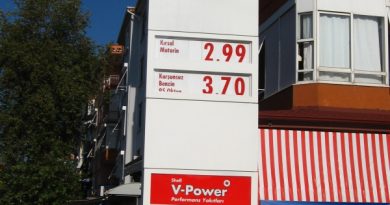 Kırsal
Motorin
2.99
Kurşunsuz
Benzin
3.70
Shell
V-Power
Performans Yakıtları